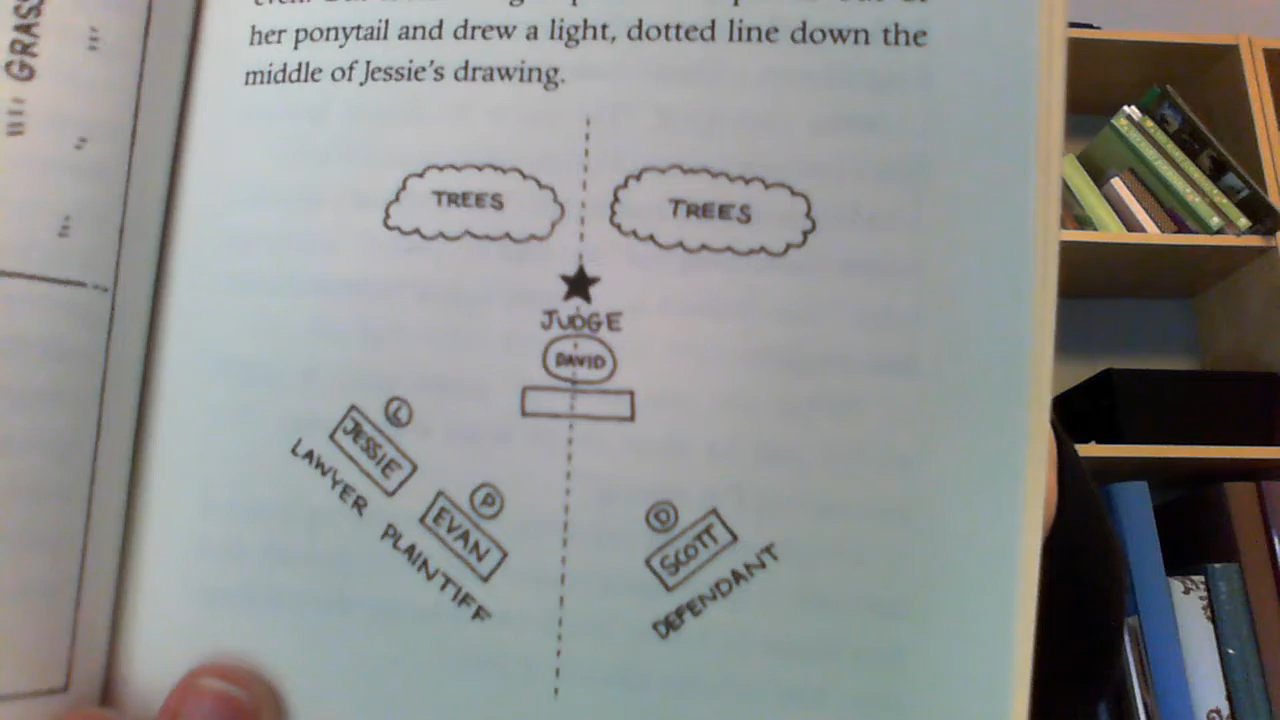 her ponytail and drew a light, dotted line down the
middle of Jessie's drawing.
TREES
TREES
JUDGE
DAVID
L
JESSIE
LAWYER
P
EVAN
PLAINTIFF
D
SCOTT
DEFENDANT
GRASS